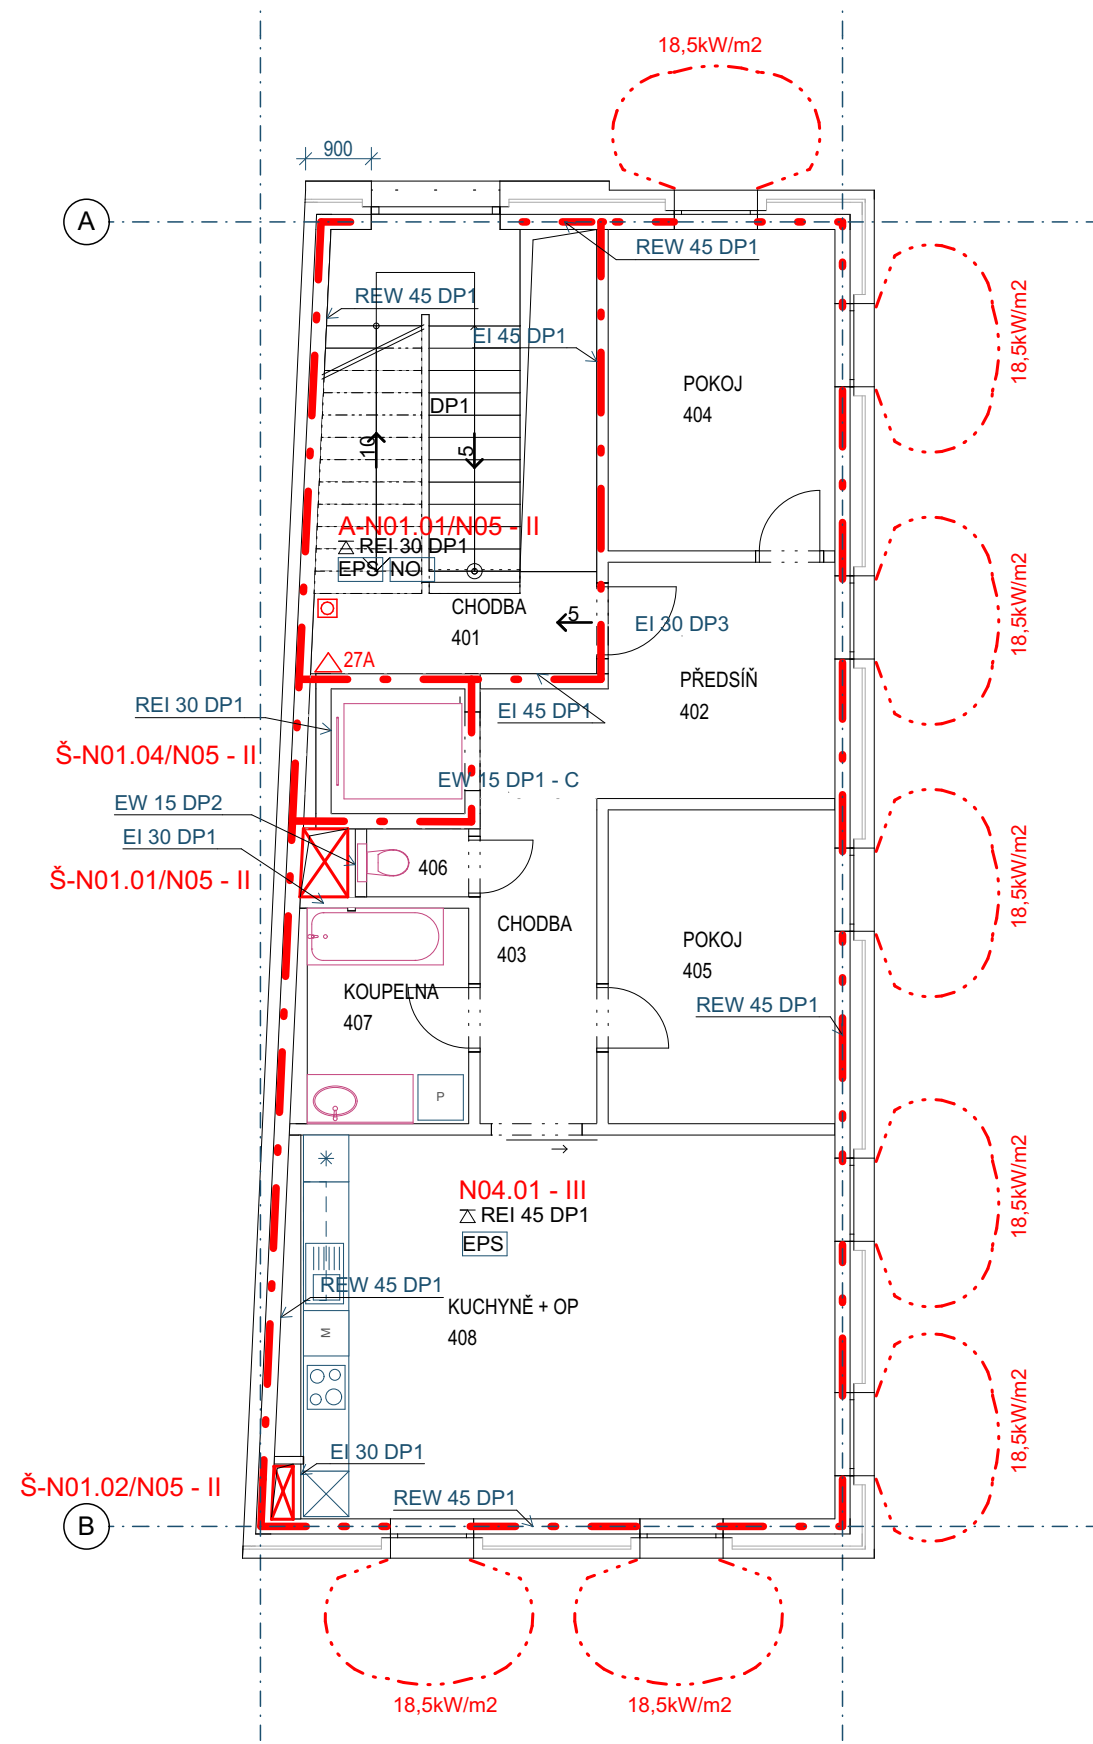 18,5kW/m2
900
A
REW 45 DP1
18,5kW/m2
REW 45 DP1
EI 45 DP1
POKOJ
404
DP1
10
5
A-N01.01/N05 - II
REI 30 DP1
EPS NO
18,5kW/m2
CHODBA
401
5
EI 30 DP3
27A
PŘEDSÍŇ
402
REI 30 DP1
EI 45 DP1
Š-N01.04/N05 - II
EW 15 DP1 - C
EW 15 DP2
EI 30 DP1
406
Š-N01.01/N05 - II
18,5kW/m2
CHODBA
403
POKOJ
405
KOUPELNA
407
REW 45 DP1
P
N04.01 - III
REI 45 DP1
EPS
18,5kW/m2
REW 45 DP1
KUCHYNĚ + OP
408
M
18,5kW/m2
EI 30 DP1
Š-N01.02/N05 - II
REW 45 DP1
B
18,5kW/m2
18,5kW/m2